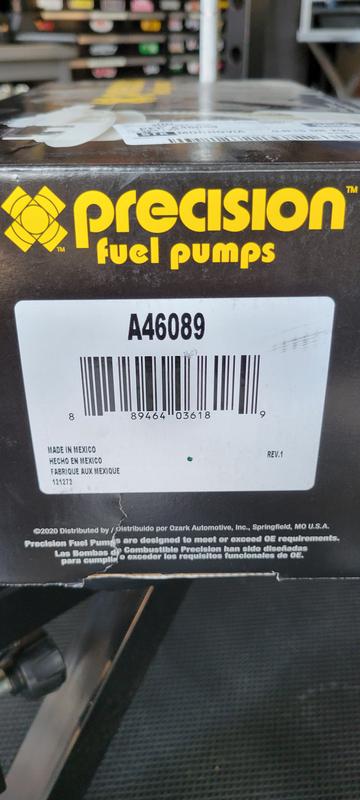 precision™
fuel pumps
A46089
8 89464 03618 9
MADE IN MEXICO
HECHO EN MEXICO
FABRIQUE AUX MEXIQUE
121272
REV.1
©2020 Distributed by / Distribuido por Ozark Automotive, Inc., Springfield, MO U.S.A.
Precision Fuel Pumps are designed to meet or exceed OE requirements.
Las Bombas de Combustible Precision han sido diseñadas
para cumplir o exceder los requisitos funcionales de OE.